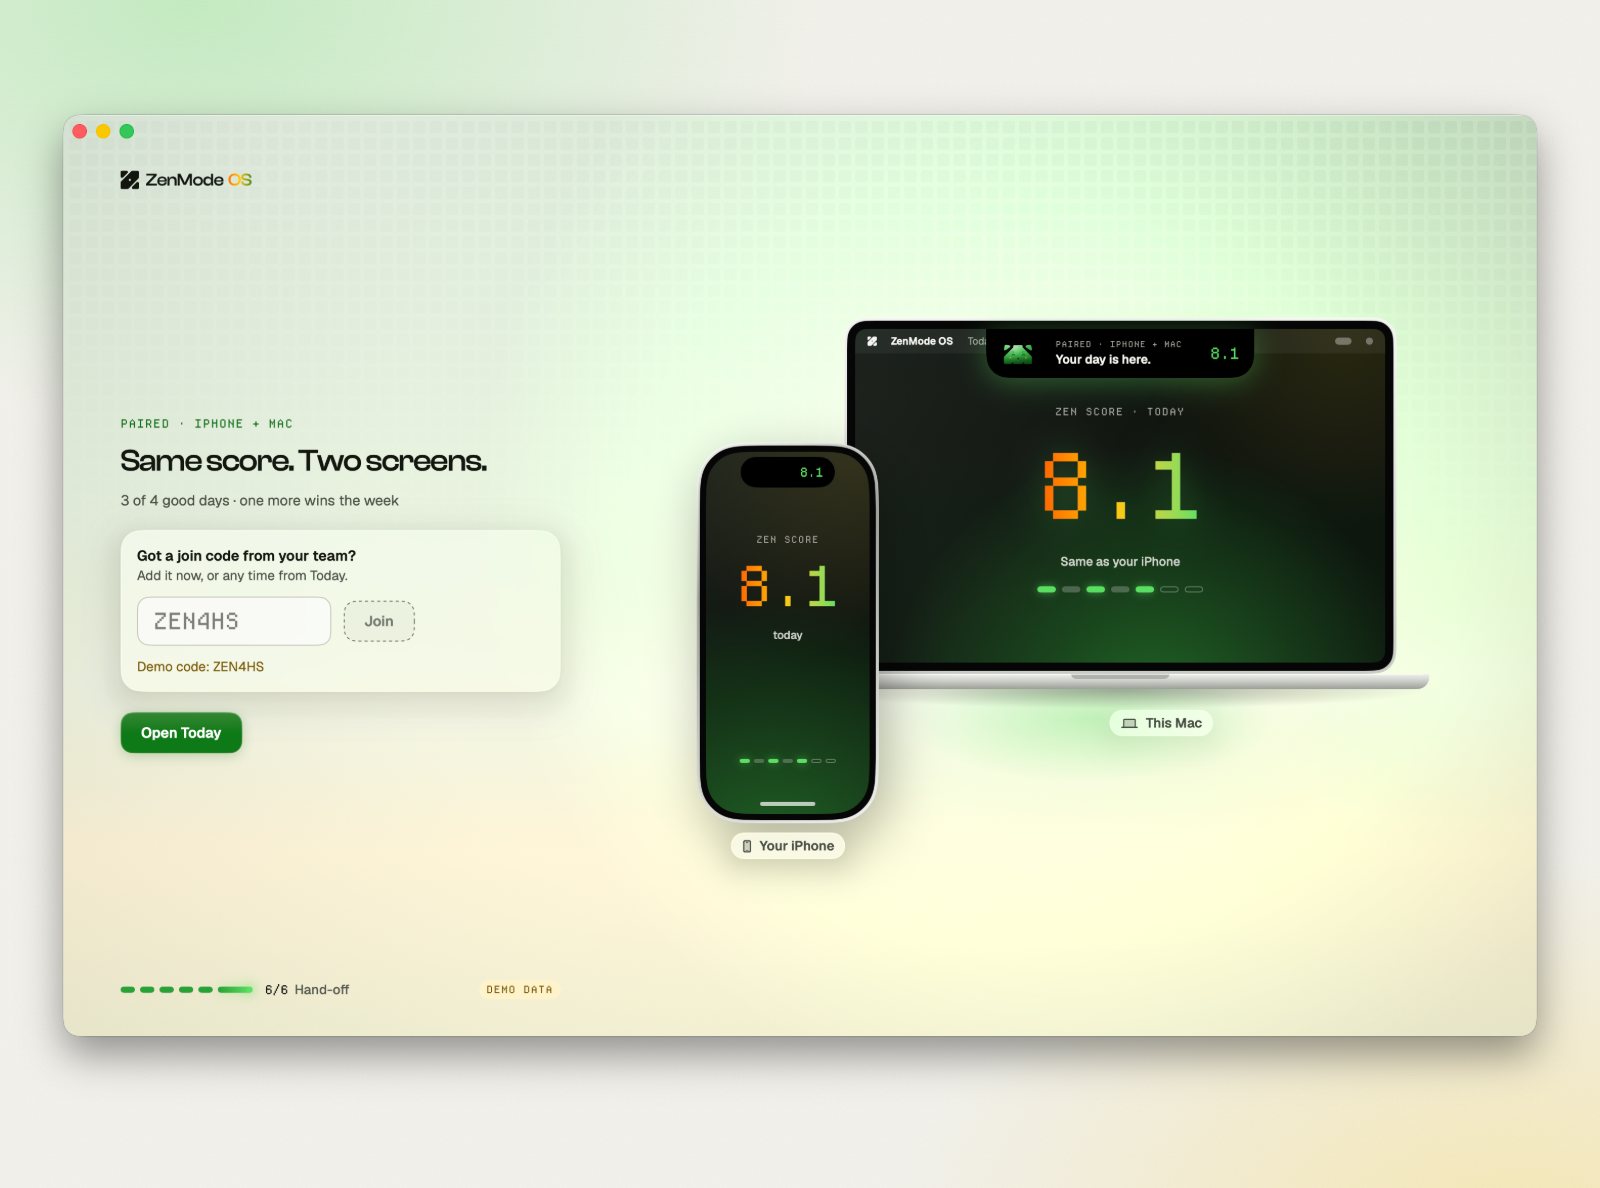 ZenMode OS
PAIRED · IPHONE + MAC
Same score. Two screens.
3 of 4 good days · one more wins the week
Got a join code from your team?
Add it now, or any time from Today.
ZEN4HS
Join
Demo code: ZEN4HS
Open Today
6/6 Hand-off
DEMO DATA
8.1
ZEN SCORE
8.1
today
Your iPhone
ZenMode OS
PAIRED · IPHONE + MAC
Your day is here.
8.1
ZEN SCORE · TODAY
8.1
Same as your iPhone
This Mac